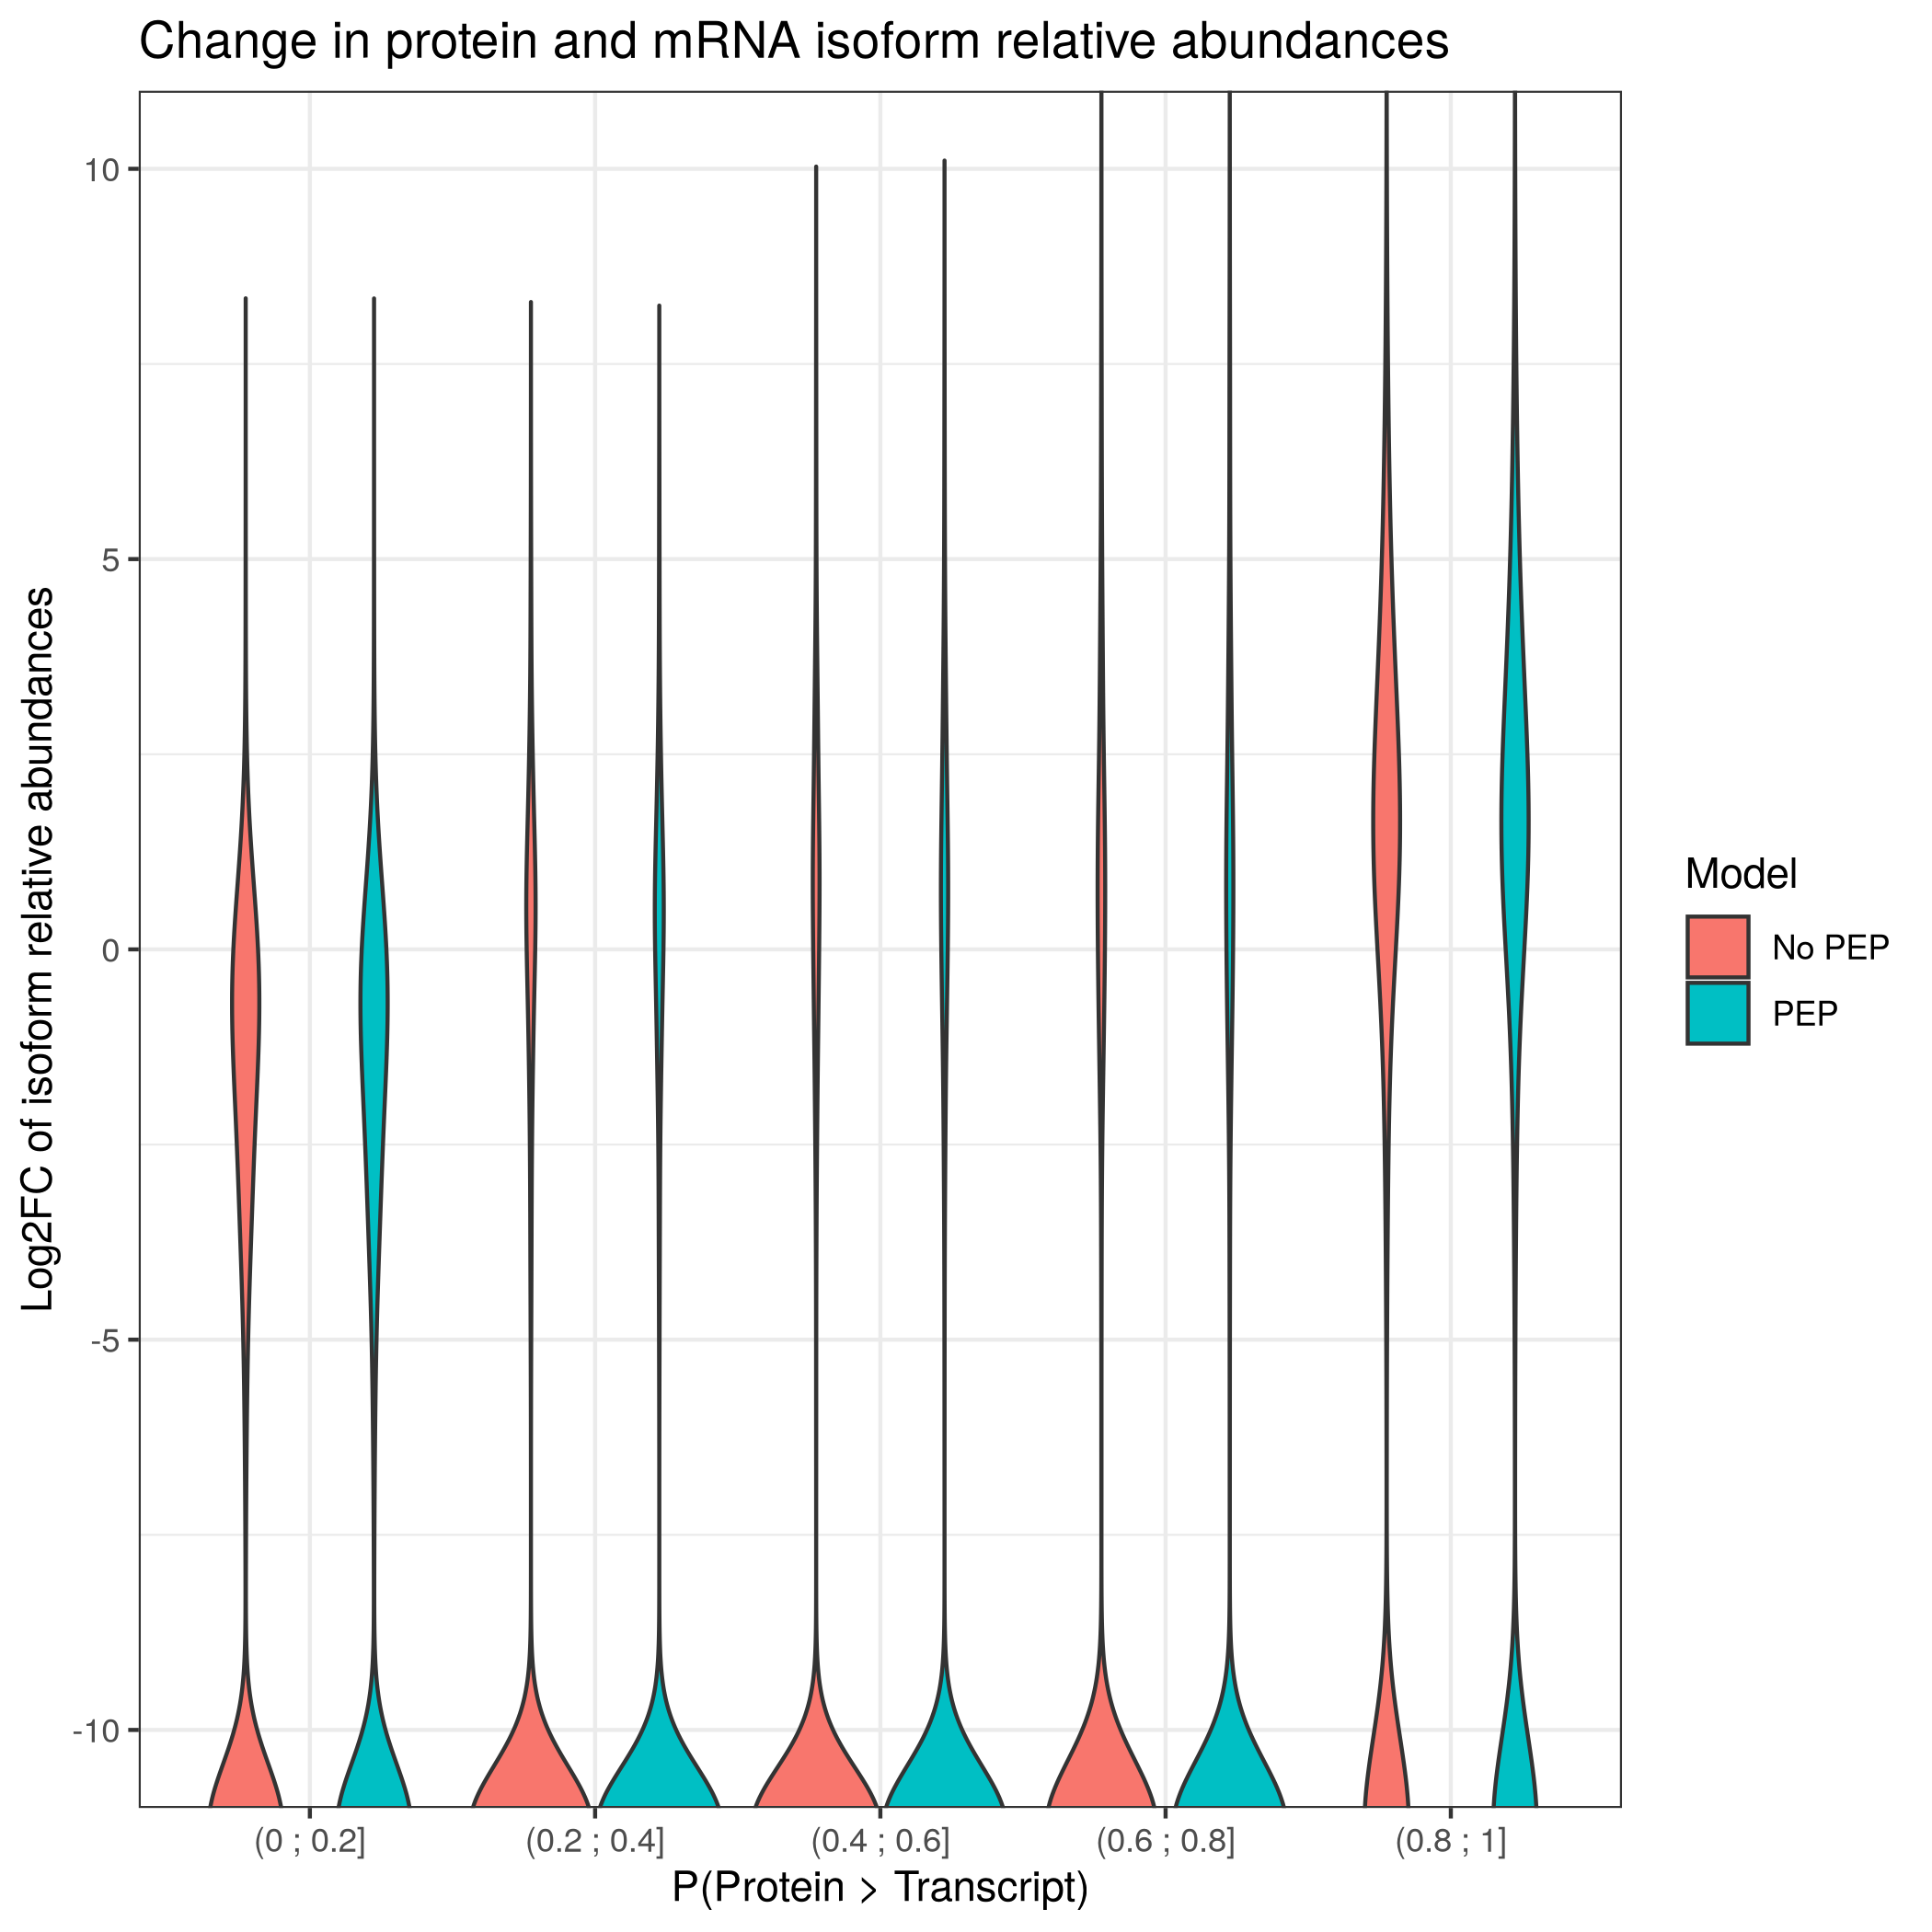 Change in protein and mRNA isoform relative abundances
Log2FC of isoform relative abundances
10
5
0
-5
-10
(0 ; 0.2]
(0.2 ; 0.4]
(0.4 ; 0.6]
(0.6 ; 0.8]
(0.8 ; 1]
P(Protein > Transcript)
Model
No PEP
PEP